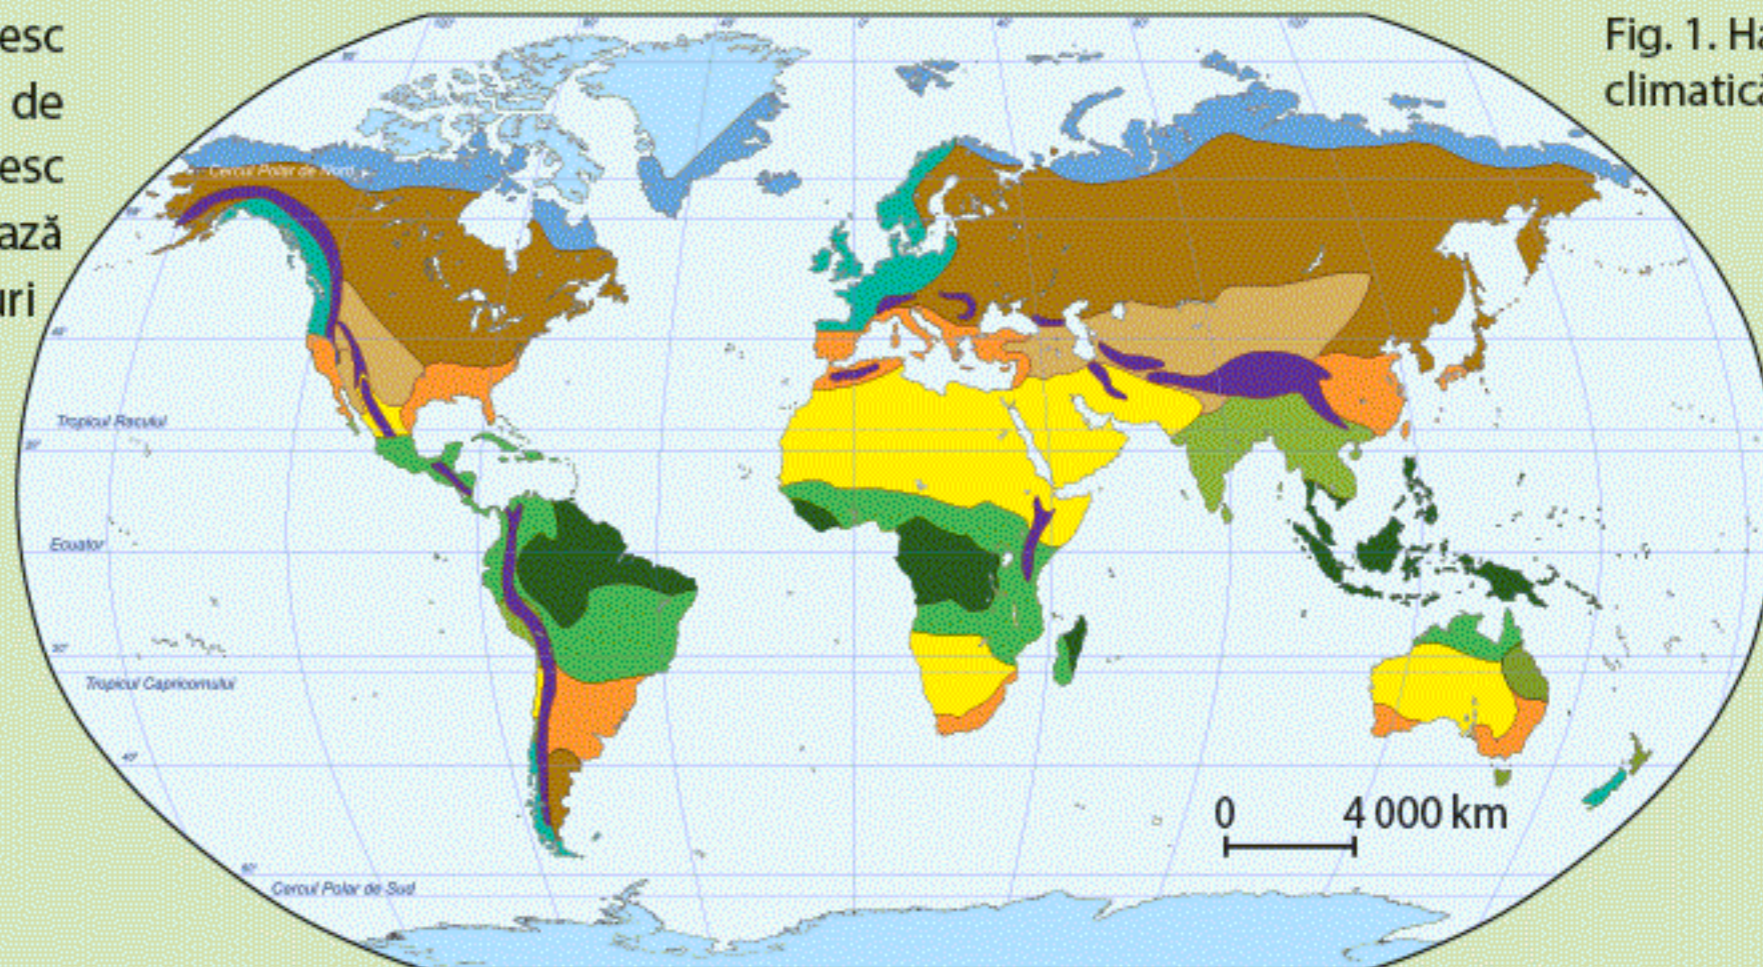 esc
de
esc
ază
uri
Fig. 1. Ha
climatică
Cercul Polar de Nord
Tropicul Racului
Ecuator
Tropicul Capricornului
Cercul Polar de Sud
0 4 000 km